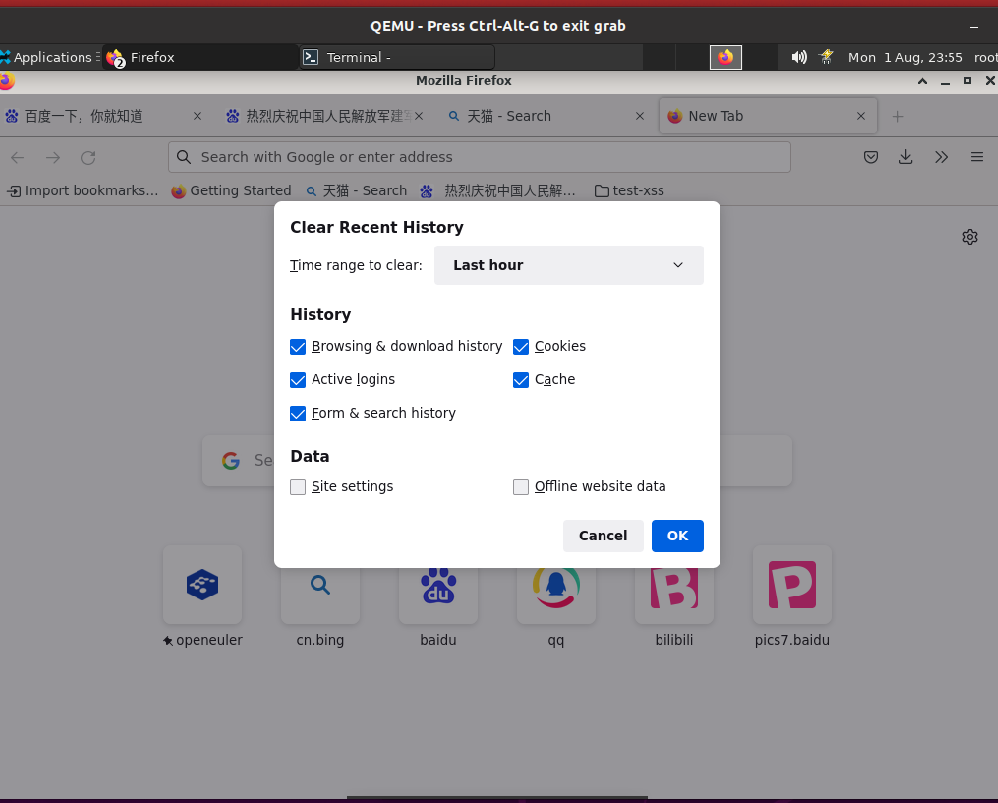 QEMU - Press Ctrl-Alt-G to exit grab
Applications
2
Firefox
Terminal -
Mon 1 Aug, 23:55
root
Mozilla Firefox
百度一下，你就知道
热烈庆祝中国人民解放军建军
天猫 - Search
New Tab
Search with Google or enter address
Import bookmarks...
Getting Started
天猫 - Search
热烈庆祝中国人民解...
test-xss
Clear Recent History
Time range to clear:
Last hour
History
Browsing & download history
Cookies
Active logins
Cache
Form & search history
G Se
Data
Site settings
Offline website data
Cancel
OK
du
B
P
openeuler
cn.bing
baidu
qq
bilibili
pics7.baidu